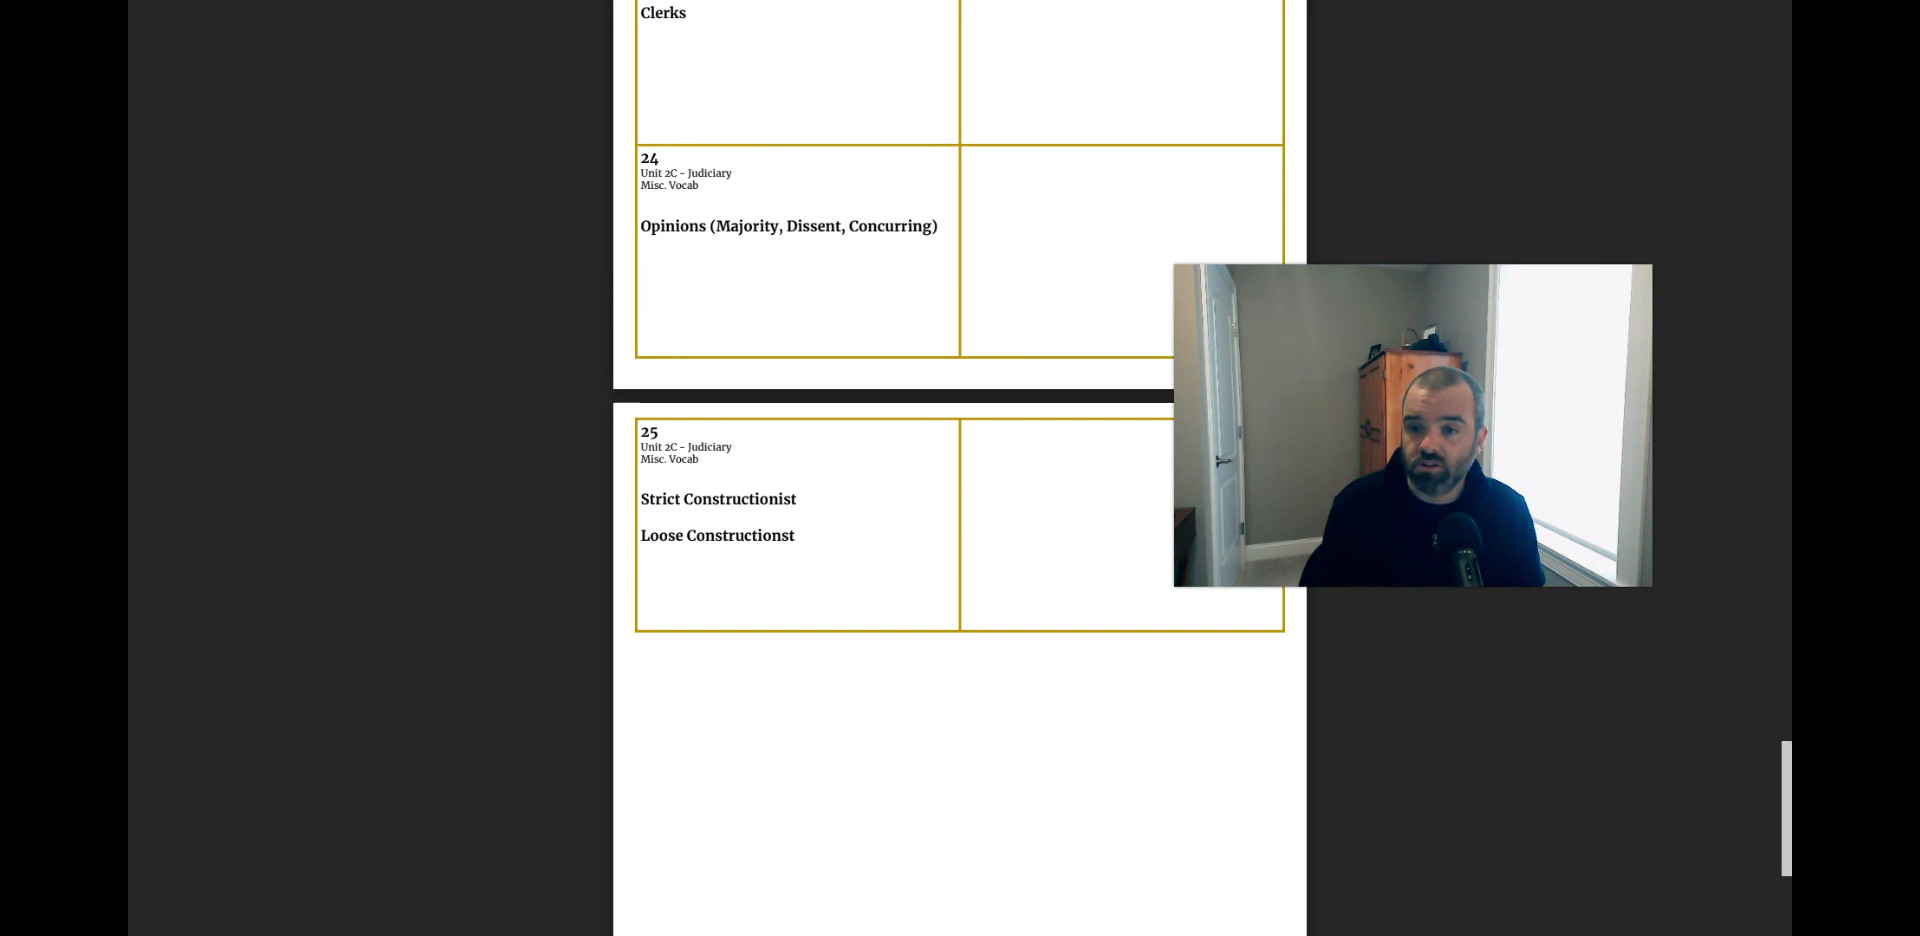 Clerks
24
Unit 2C - Judiciary
Misc. Vocab
Opinions (Majority, Dissent, Concurring)
25
Unit 2C - Judiciary
Misc. Vocab
Strict Constructionist
Loose Constructionst